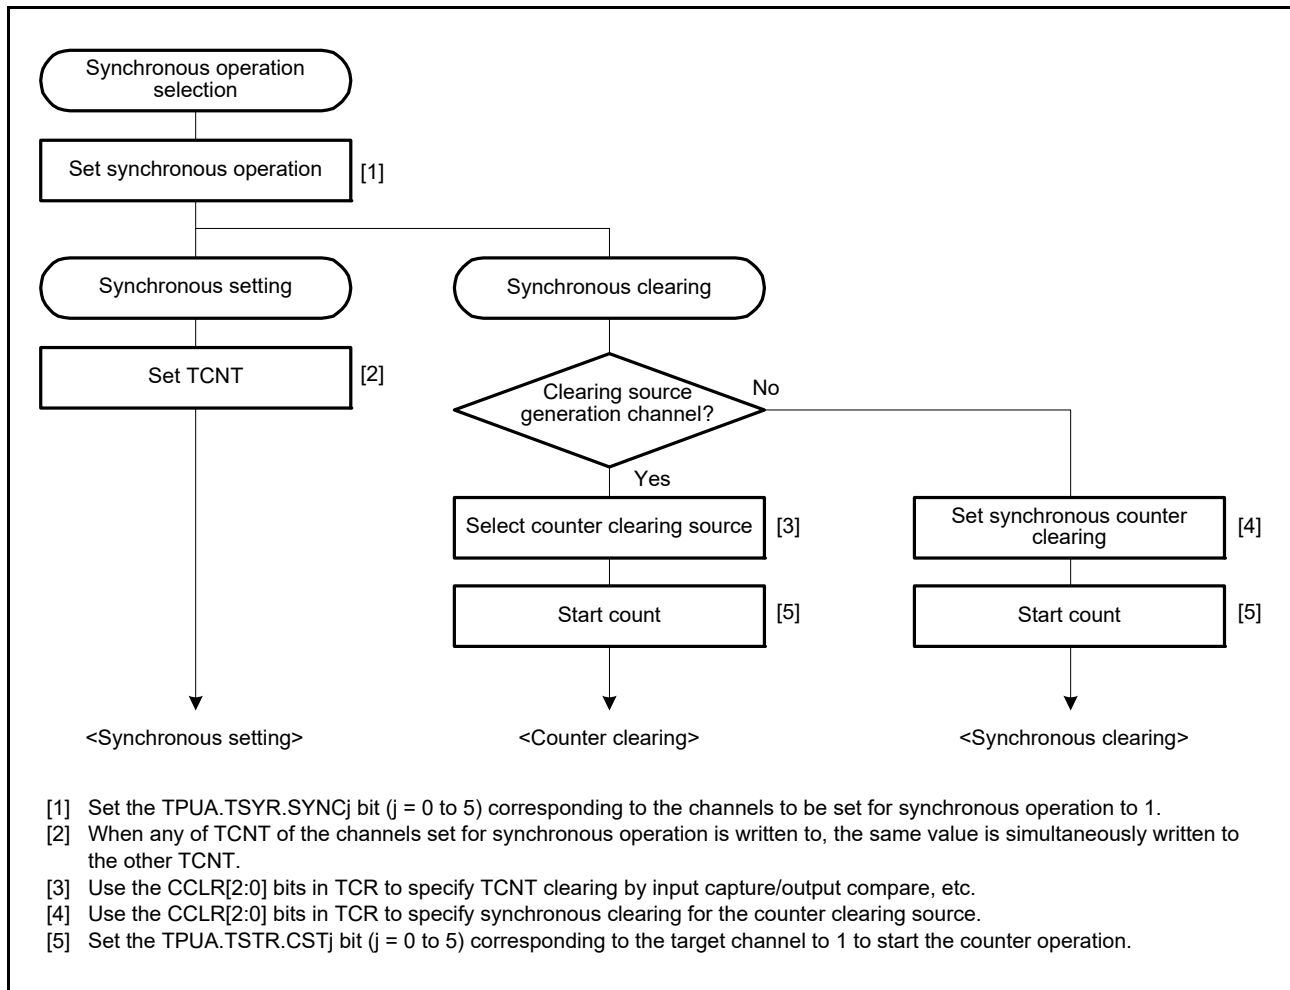 Synchronous operation
selection
Set synchronous operation [1]
Synchronous setting
Synchronous clearing
Set TCNT [2]
Clearing source
generation channel?
No
Yes
Select counter clearing source [3]
Set synchronous counter
clearing
[4]
Start count [5]
Start count [5]
<Synchronous setting>
<Counter clearing>
<Synchronous clearing>
[1] Set the TPUA.TSYR.SYNCj bit (j = 0 to 5) corresponding to the channels to be set for synchronous operation to 1.
[2] When any of TCNT of the channels set for synchronous operation is written to, the same value is simultaneously written to
the other TCNT.
[3] Use the CCLR[2:0] bits in TCR to specify TCNT clearing by input capture/output compare, etc.
[4] Use the CCLR[2:0] bits in TCR to specify synchronous clearing for the counter clearing source.
[5] Set the TPUA.TSTR.CSTj bit (j = 0 to 5) corresponding to the target channel to 1 to start the counter operation.